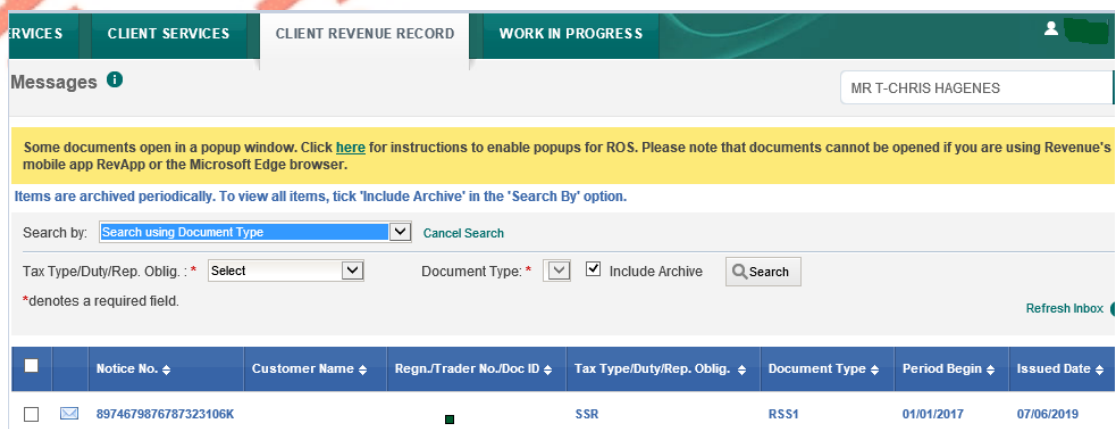 RVICES CLIENT SERVICES CLIENT REVENUE RECORD WORK IN PROGRESS
Messages i MR T-CHRIS HAGENES
Some documents open in a popup window. Click here for instructions to enable popups for ROS. Please note that documents cannot be opened if you are using Revenue's
mobile app RevApp or the Microsoft Edge browser.
Items are archived periodically. To view all items, tick 'Include Archive' in the 'Search By' option.
Search by: Search using Document Type Cancel Search
Tax Type/Duty/Rep. Oblig. : * Select Document Type: * Include Archive Search
*denotes a required field.
Refresh Inbox
Notice No. Customer Name Regn./Trader No./Doc ID Tax Type/Duty/Rep. Oblig. Document Type Period Begin Issued Date
8974679876787323106K SSR RSS1 01/01/2017 07/06/2019